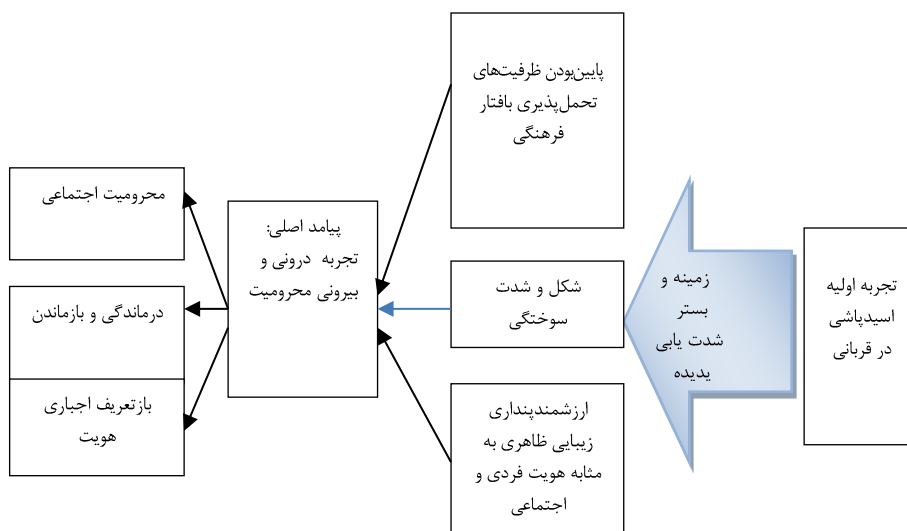 تجربه اولیه
اسیدپاشی
در قربانی
زمینه و
بستر
شدت یابی
پدیده
پایین‌بودن ظرفیت‌های
تحمل‌پذیری بافتار
فرهنگی
شکل و شدت
سوختگی
ارزشمندپنداری
زیبایی ظاهری به
مثابه هویت فردی و
اجتماعی
پیامد اصلی:
تجربه درونی و
بیرونی محرومیت
محرومیت اجتماعی
درماندگی و بازماندن
بازتعریف اجباری
هویت